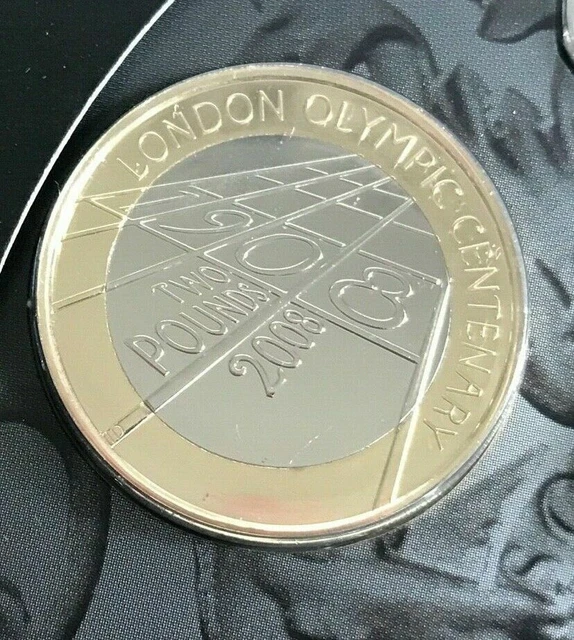 LONDON OLYMPIC CENTENARY
2 0 8
TWO
POUNDS
2008